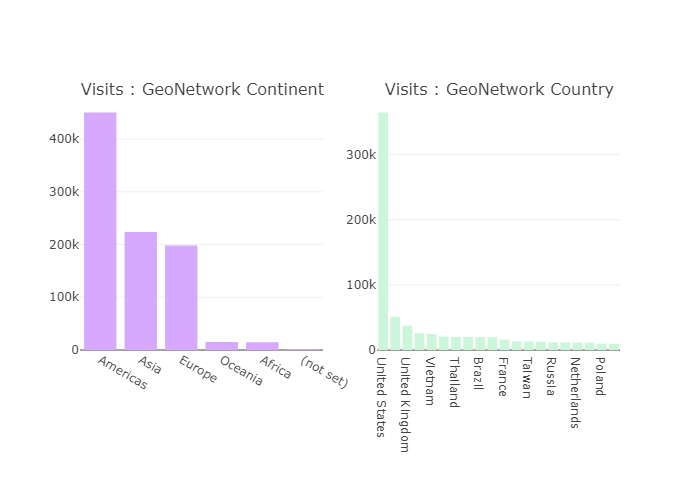 Visits : GeoNetwork Continent
400k
300k
200k
100k
0
Americas
Asia
Europe
Oceania
Africa
(not set)
Visits : GeoNetwork Country
300k
200k
100k
0
United States
United Kingdom
Vietnam
Thailand
Brazil
France
Taiwan
Russia
Netherlands
Poland